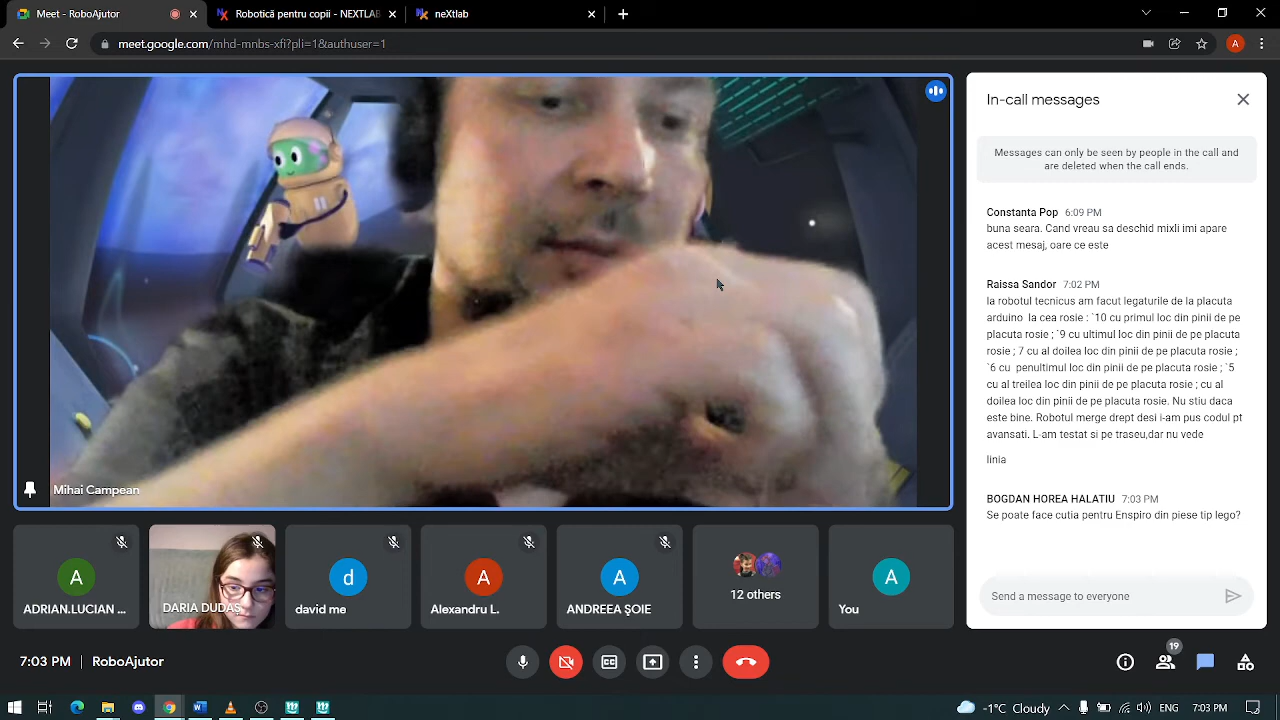 Meet - RoboAjutor
Robotică pentru copii - NEXTLAB
neXtlab
meet.google.com/mhd-mnbs-xfi?pli=1&authuser=1
A
In-call messages
Messages can only be seen by people in the call and
are deleted when the call ends.
Constanta Pop 6:09 PM
buna seara. Cand vreau sa deschid mixli imi apare
acest mesaj, oare ce este
Raissa Sandor 7:02 PM
la robotul tecnicus am facut legaturile de la placuta
arduino la cea rosie : `10 cu primul loc din pinii de pe
placuta rosie ; `9 cu ultimul loc din pinii de pe placuta
rosie ; 7 cu al doilea loc din pinii de pe placuta rosie ;
`6 cu penultimul loc din pinii de pe placuta rosie ; `5
cu al treilea loc din pinii de pe placuta rosie ; cu al
doilea loc din pinii de pe placuta rosie. Nu stiu daca
este bine. Robotul merge drept desi i-am pus codul pt
avansati. L-am testat si pe traseu,dar nu vede
linia
BOGDAN HOREA HALATIU 7:03 PM
Se poate face cutia pentru Enspiro din piese tip lego?
Send a message to everyone
Mihai Campean
A
ADRIAN.LUCIAN ...
DARIA DUDAȘ
d
david me
A
Alexandru L.
A
ANDREEA ȘOIE
12 others
A
You
7:03 PM | RoboAjutor
19
-1°C Cloudy
ENG
7:03 PM